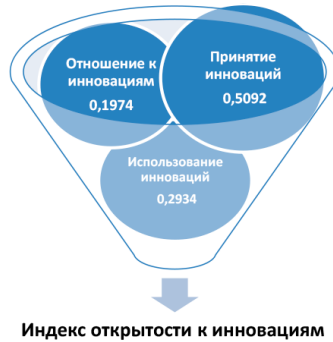 Отношение к
инновациям
0,1974
Принятие
инноваций
0,5092
Использование
инноваций
0,2934
Индекс открытости к инновациям